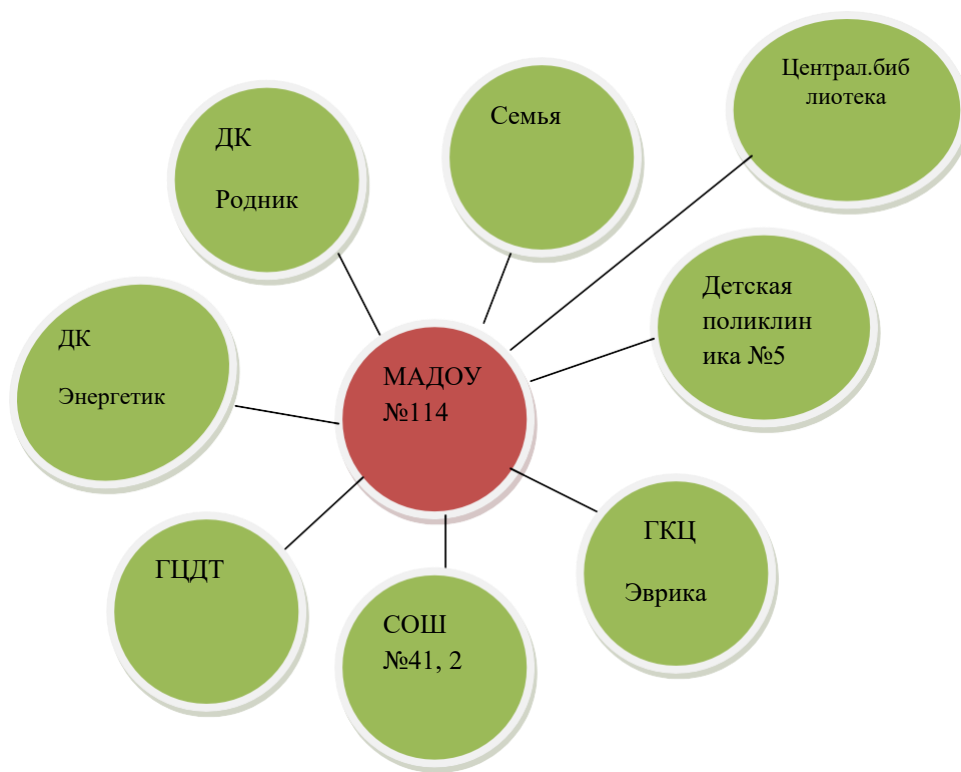 Централ.биб
лиотека
Семья
ДК
Родник
Детская
поликлин
ика №5
ДК
Энергетик
МАДОУ
№114
ГКЦ
Эврика
ГЦДТ
СОШ
№41, 2